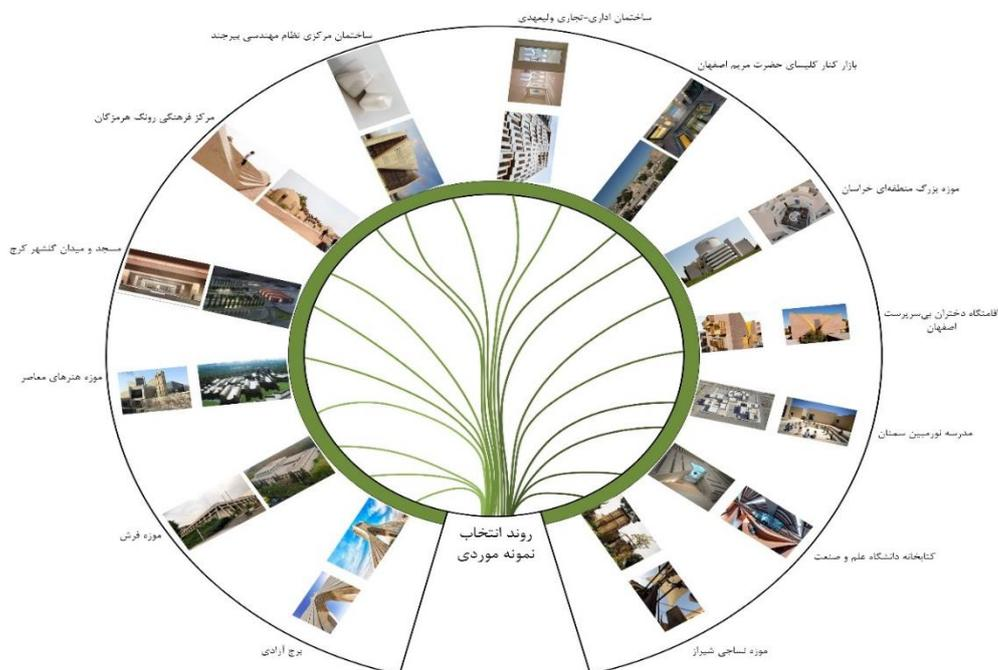 ساختمان اداری-تجاری ولیعهدی
ساختمان مرکزی نظام مهندسی بیرجند
بازار کنار کلیسای حضرت مریم اصفهان
مرکز فرهنگی رونگ هرمزگان
موزه بزرگ منطقه‌ای خراسان
مسجد و میدان گلشهر کرج
اقامتگاه دختران بی‌سرپرست
اصفهان
موزه هنرهای معاصر
مدرسه نورمبین سمنان
موزه فرش
کتابخانه دانشگاه علم و صنعت
روند انتخاب
نمونه موردی
برج آزادی
موزه نساجی شیراز